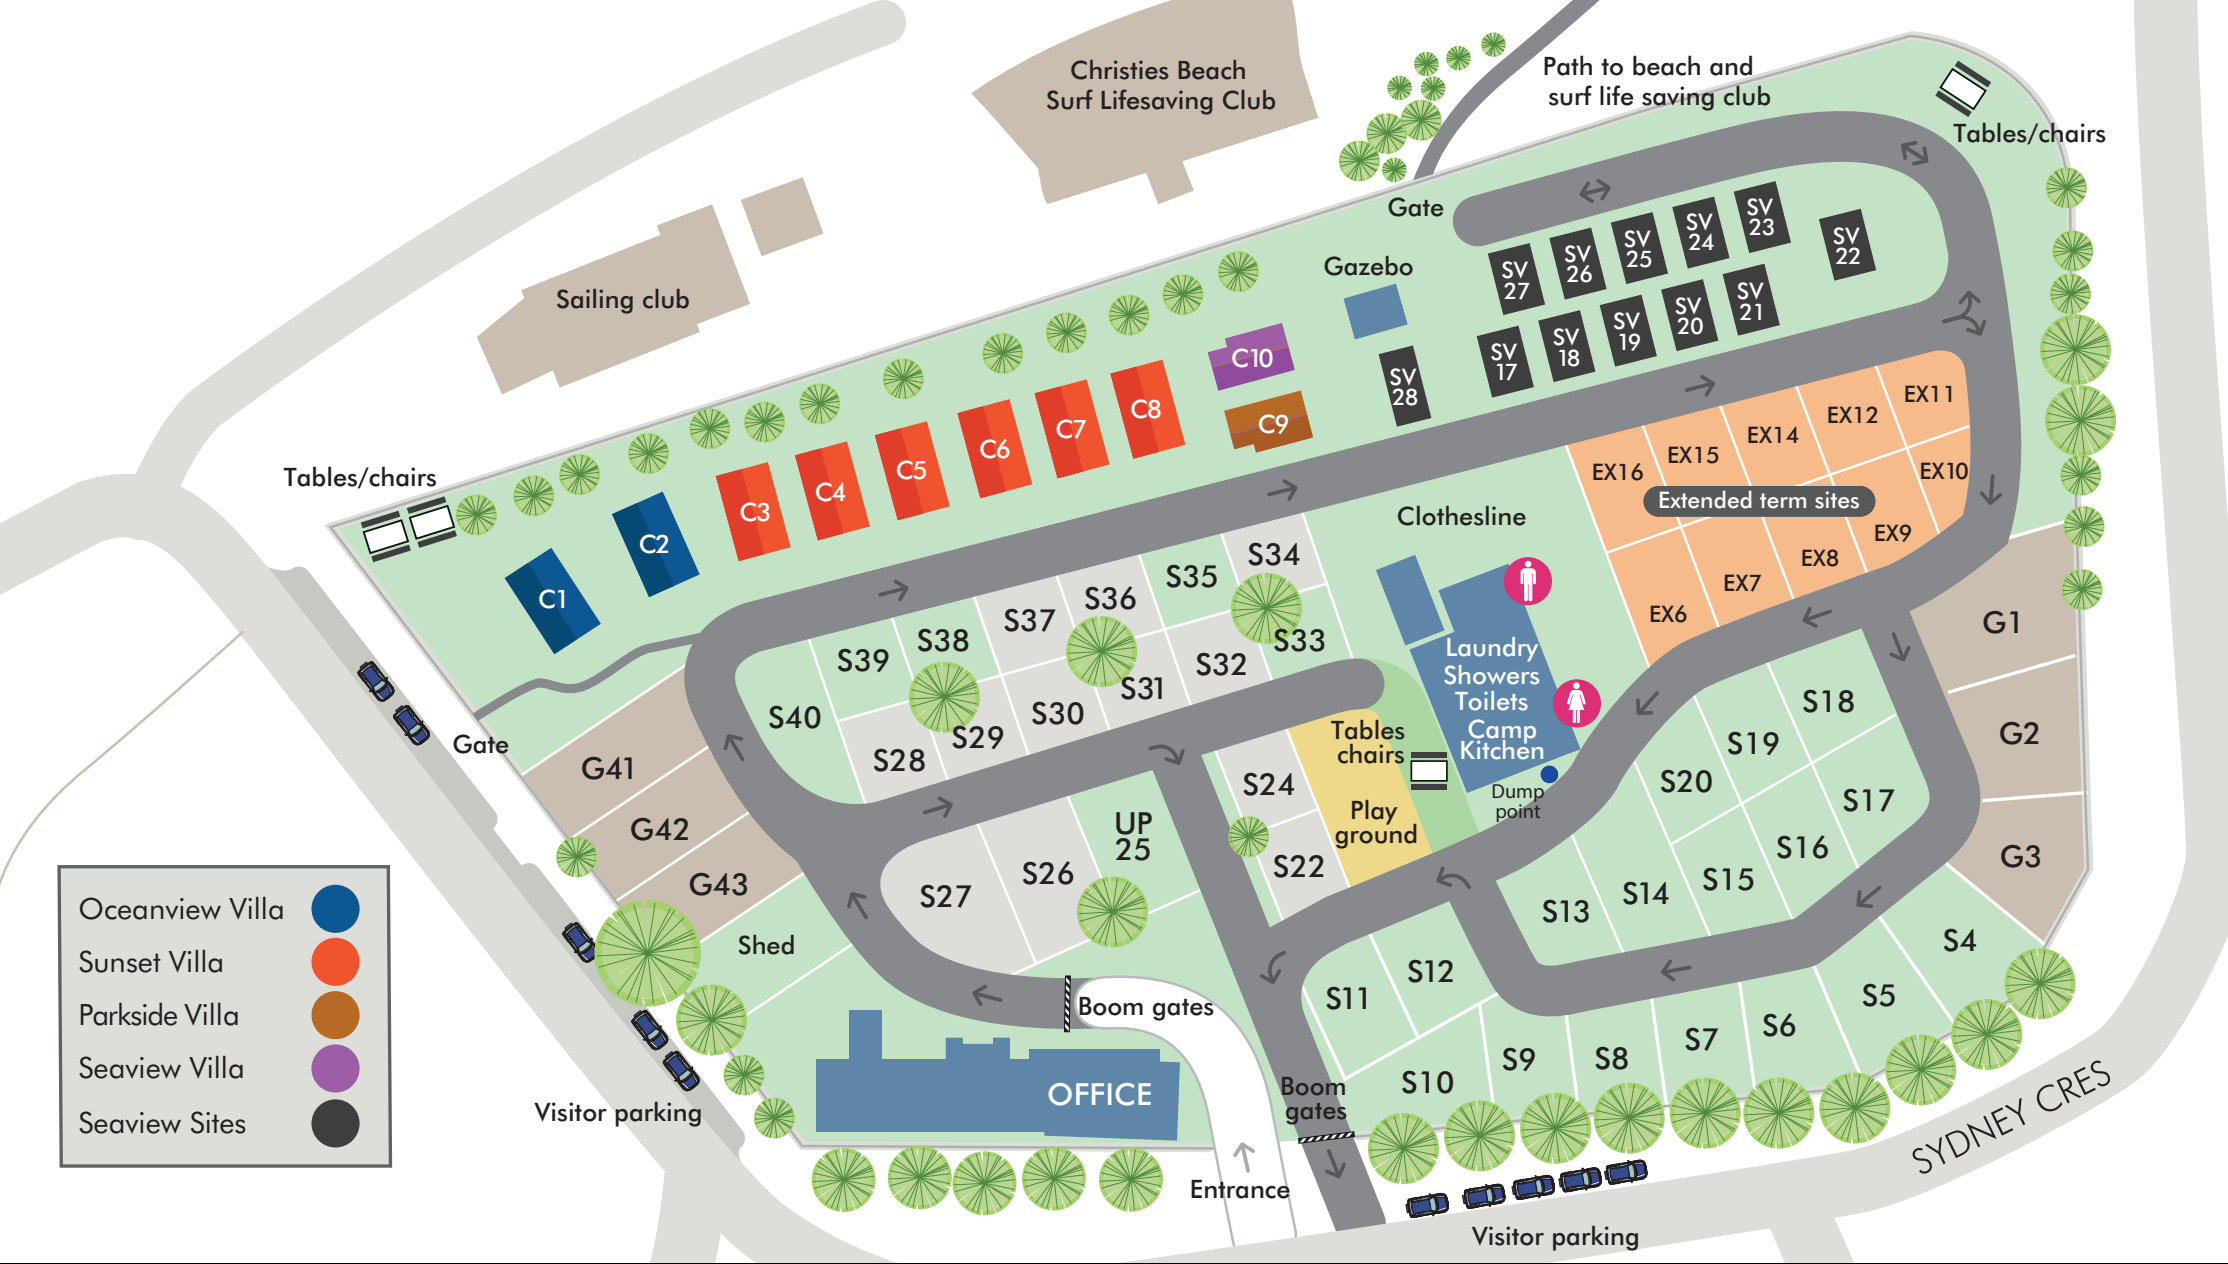 Christies Beach
Surf Lifesaving Club
Path to beach and
surf life saving club
Tables/chairs
Gate
Sailing club
Gazebo
SV
27
SV
26
SV
25
SV
24
SV
23
SV
22
SV
17
SV
18
SV
19
SV
20
SV
21
SV
28
C10
C9
C8
C7
C6
C5
C4
C3
C2
C1
Tables/chairs
EX16
EX15
EX14
EX12
EX11
EX10
Extended term sites
EX9
EX8
EX7
EX6
Clothesline
S34
S35
S36
S37
S38
S39
S40
S33
S32
S31
S30
S29
S28
Laundry
Showers
Toilets
Camp
Kitchen
Dump
point
Tables
chairs
Play
ground
G1
G2
G3
Gate
G41
G42
G43
Shed
S18
S19
S20
S17
S16
S15
S14
S13
S24
S22
UP
25
S26
S27
S12
S11
S10
S9
S8
S7
S6
S5
S4
Boom gates
OFFICE
Boom
gates
Entrance
Visitor parking
Visitor parking
SYDNEY CRES
Oceanview Villa
Sunset Villa
Parkside Villa
Seaview Villa
Seaview Sites